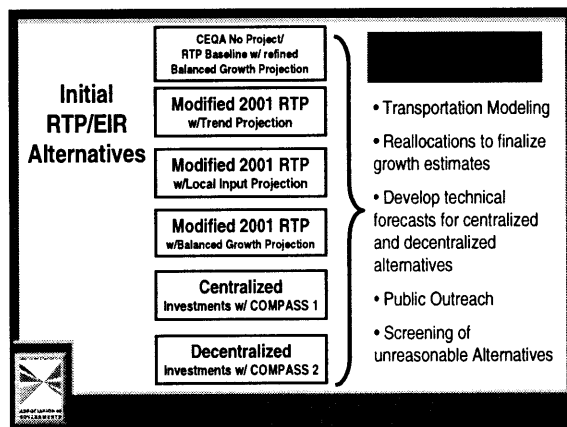 Initial
RTP/EIR
Alternatives
CEQA No Project/
RTP Baseline w/ refined
Balanced Growth Projection
Modified 2001 RTP
w/Trend Projection
Modified 2001 RTP
w/Local Input Projection
Modified 2001 RTP
w/Balanced Growth Projection
Centralized
Investments w/ COMPASS 1
Decentralized
Investments w/ COMPASS 2
• Transportation Modeling
• Reallocations to finalize
growth estimates
• Develop technical
forecasts for centralized
and decentralized
alternatives
• Public Outreach
• Screening of
unreasonable Alternatives
ASSOCIATION of
GOVERNMENTS